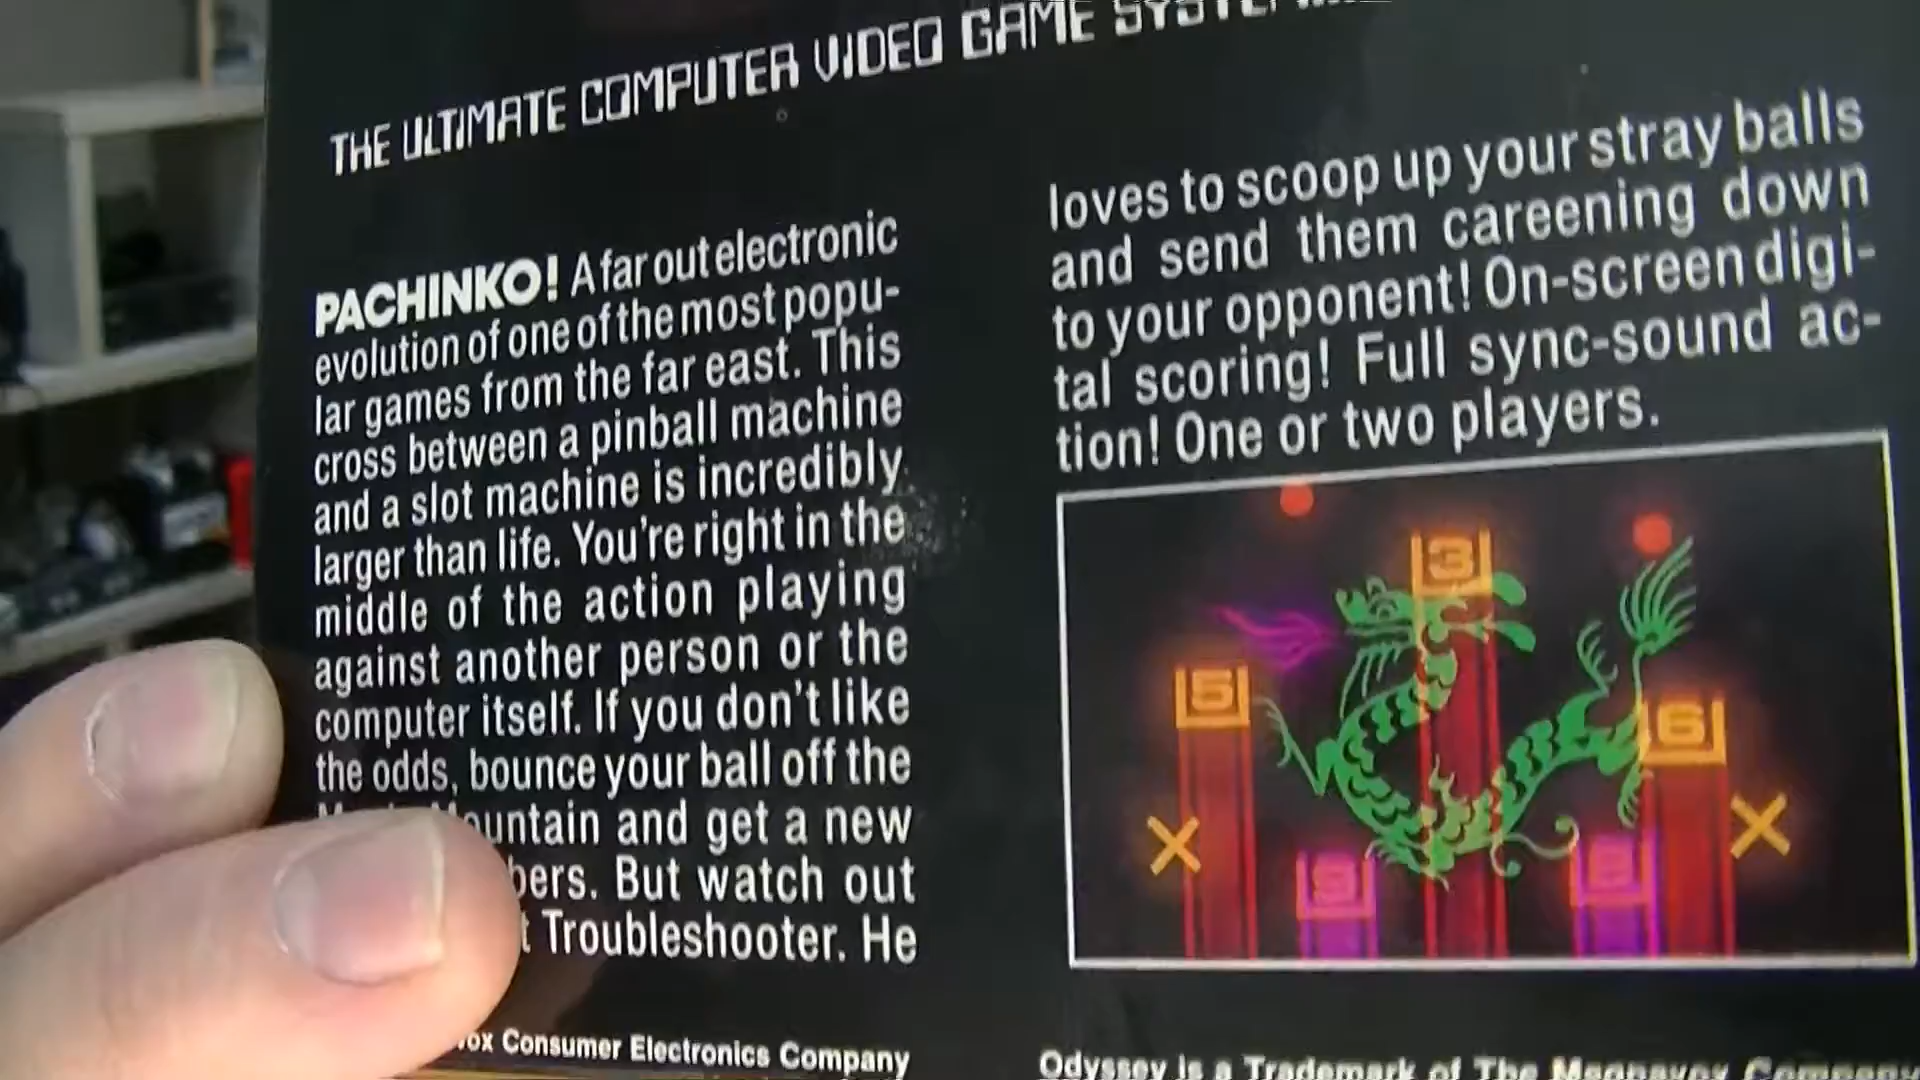 THE ULTIMATE COMPUTER VIDEO GAME SYSTEM
PACHINKO! A far out electronic
evolution of one of the most popu-
lar games from the far east. This
cross between a pinball machine
and a slot machine is incredibly
larger than life. You're right in the
middle of the action playing
against another person or the
computer itself. If you don't like
the odds, bounce your ball off the
Mountain and get a new
But watch out
Troubleshooter. He
loves to scoop up your stray balls
and send them careening down
to your opponent! On-screen digi-
tal scoring! Full sync-sound ac-
tion! One or two players.
3
5
6
9
Consumer Electronics Company
Odyssey is a Trademark of The Magnavox Company